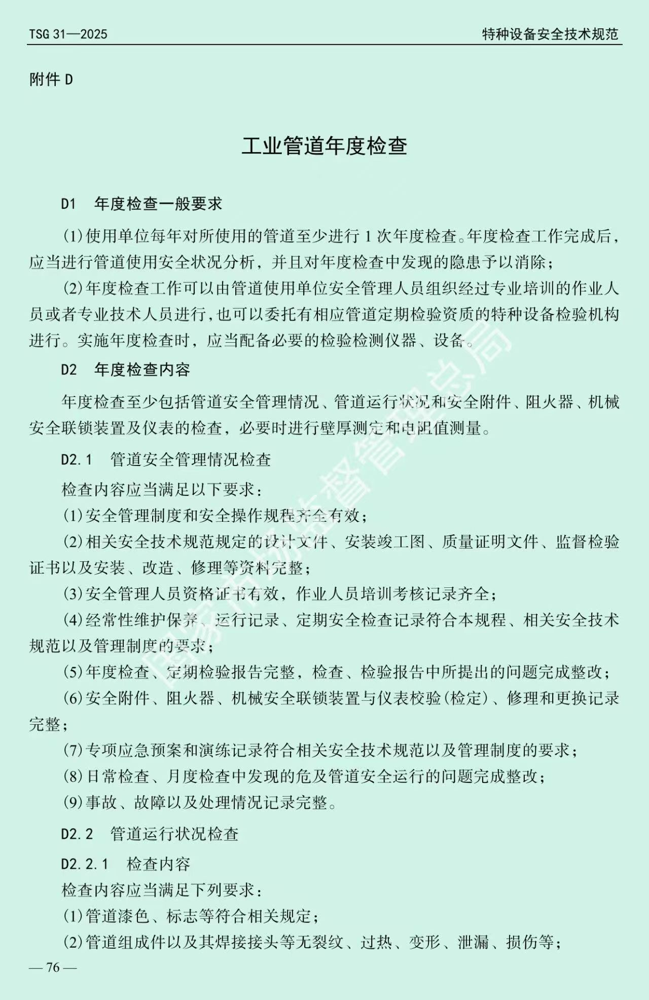 TSG 31—2025
特种设备安全技术规范
附件 D
工业管道年度检查
D1 年度检查一般要求
(1)使用单位每年对所使用的管道至少进行 1 次年度检查。年度检查工作完成后,
应当进行管道使用安全状况分析，并且对年度检查中发现的隐患予以消除；
(2)年度检查工作可以由管道使用单位安全管理人员组织经过专业培训的作业人
员或者专业技术人员进行,也可以委托有相应管道定期检验资质的特种设备检验机构
进行。实施年度检查时，应当配备必要的检验检测仪器、设备。
D2 年度检查内容
年度检查至少包括管道安全管理情况、管道运行状况和安全附件、阻火器、机械
安全联锁装置及仪表的检查，必要时进行壁厚测定和电阻值测量。
D2.1 管道安全管理情况检查
检查内容应当满足以下要求：
(1)安全管理制度和安全操作规程齐全有效；
(2)相关安全技术规范规定的设计文件、安装竣工图、质量证明文件、监督检验
证书以及安装、改造、修理等资料完整；
(3)安全管理人员资格证书有效，作业人员培训考核记录齐全；
(4)经常性维护保养、运行记录、定期安全检查记录符合本规程、相关安全技术
规范以及管理制度的要求；
(5)年度检查、定期检验报告完整，检查、检验报告中所提出的问题完成整改；
(6)安全附件、阻火器、机械安全联锁装置与仪表校验(检定)、修理和更换记录
完整；
(7)专项应急预案和演练记录符合相关安全技术规范以及管理制度的要求；
(8)日常检查、月度检查中发现的危及管道安全运行的问题完成整改；
(9)事故、故障以及处理情况记录完整。
D2.2 管道运行状况检查
D2.2.1 检查内容
检查内容应当满足下列要求：
(1)管道漆色、标志等符合相关规定；
(2)管道组成件以及其焊接接头等无裂纹、过热、变形、泄漏、损伤等；
— 76 —
国家市场监督管理总局